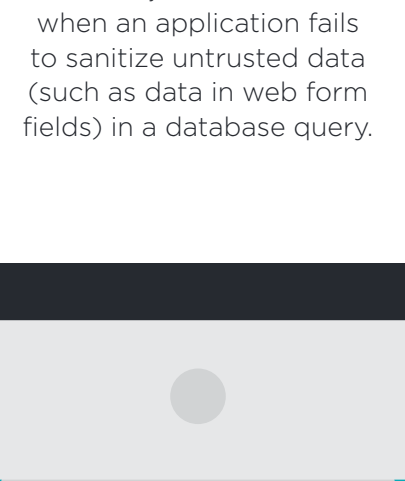 when an application fails
to sanitize untrusted data
(such as data in web form
fields) in a database query.